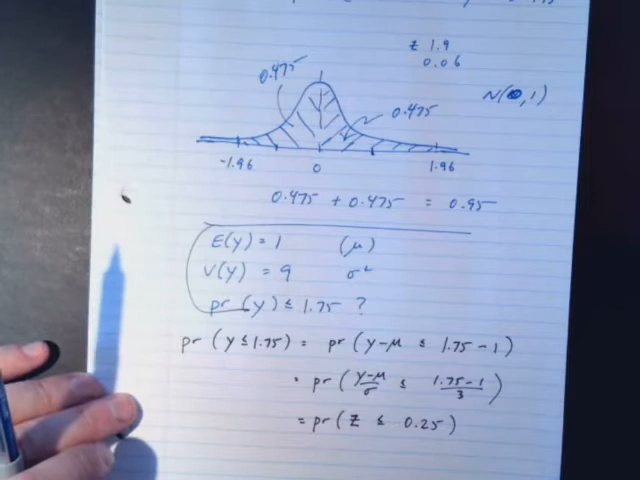 z 1.9
0.06
N(0,1)
0.475
0.475
-1.96 0 1.96
0.475 + 0.475 = 0.95
E(y) = 1 (μ)
V(y) = 9 σ²
pr (y) ≤ 1.75 ?
pr (y ≤ 1.75) = pr (y-μ ≤ 1.75 - 1)
= pr (y-μ/σ ≤ 1.75-1/3)
= pr (z ≤ 0.25)